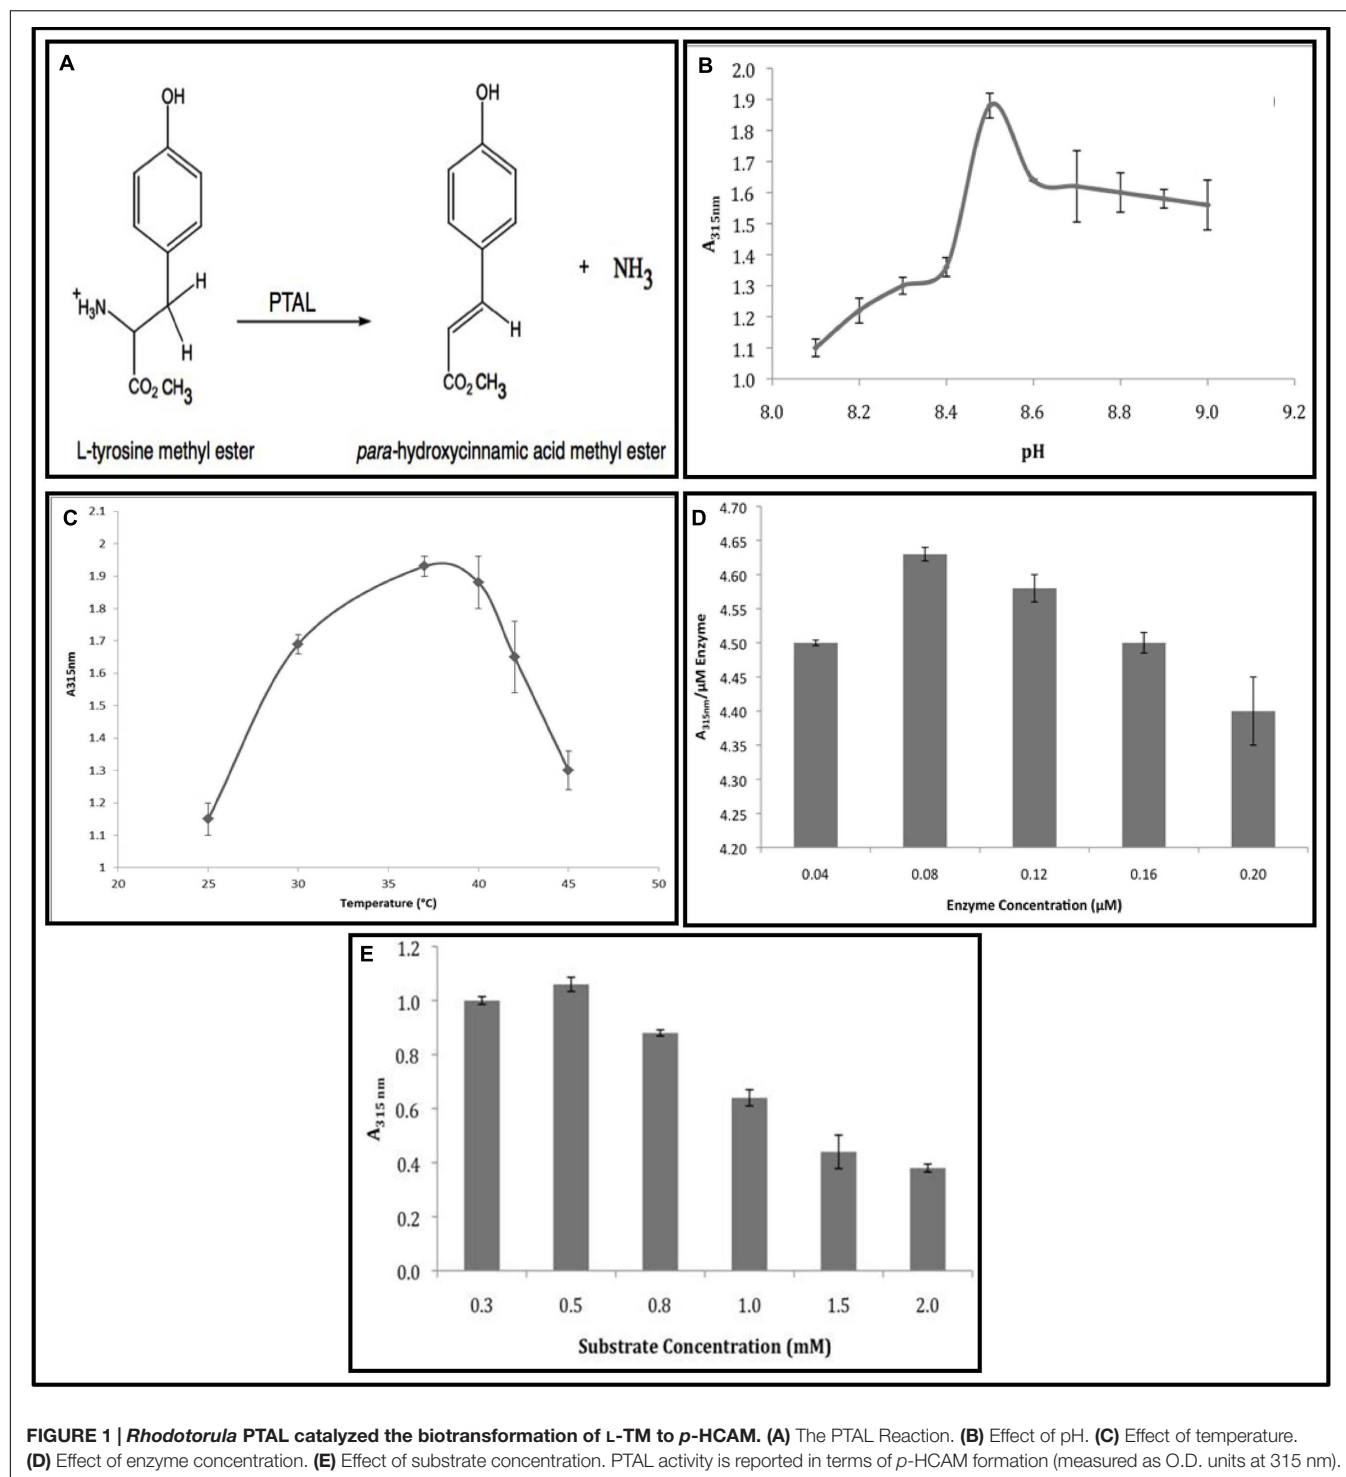 A
OH
OH
+
H₃N
H
H
CO₂ CH₃
PTAL
H
CO₂ CH₃
+ NH₃
L-tyrosine methyl ester
para-hydroxycinnamic acid methyl ester
B
2.0
1.9
1.8
1.7
1.6
1.5
1.4
1.3
1.2
1.1
1.0
A315nm
8.0 8.2 8.4 8.6 8.8 9.0 9.2
pH
C
2.1
2
1.9
1.8
1.7
1.6
1.5
1.4
1.3
1.2
1.1
1
A315nm
20 25 30 35 40 45 50
Temperature (°C)
D
4.70
4.65
4.60
4.55
4.50
4.45
4.40
4.35
4.30
4.25
4.20
A315nm/µM Enzyme
0.04 0.08 0.12 0.16 0.20
Enzyme Concentration (µM)
E
1.2
1.0
0.8
0.6
0.4
0.2
0.0
A315 nm
0.3 0.5 0.8 1.0 1.5 2.0
Substrate Concentration (mM)
FIGURE 1 | Rhodotorula PTAL catalyzed the biotransformation of L-TM to p-HCAM. (A) The PTAL Reaction. (B) Effect of pH. (C) Effect of temperature.
(D) Effect of enzyme concentration. (E) Effect of substrate concentration. PTAL activity is reported in terms of p-HCAM formation (measured as O.D. units at 315 nm).